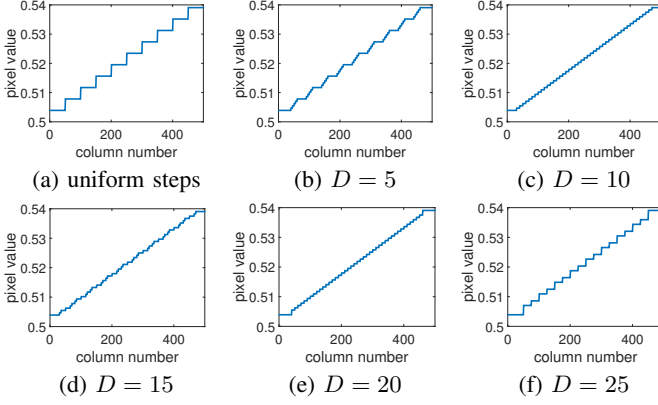 0.54
0.53
0.52
0.51
0.5
pixel value
0 200 400
column number
(a) uniform steps
0.54
0.53
0.52
0.51
0.5
pixel value
0 200 400
column number
(b) D = 5
0.54
0.53
0.52
0.51
0.5
pixel value
0 200 400
column number
(c) D = 10
0.54
0.53
0.52
0.51
0.5
pixel value
0 200 400
column number
(d) D = 15
0.54
0.53
0.52
0.51
0.5
pixel value
0 200 400
column number
(e) D = 20
0.54
0.53
0.52
0.51
0.5
pixel value
0 200 400
column number
(f) D = 25